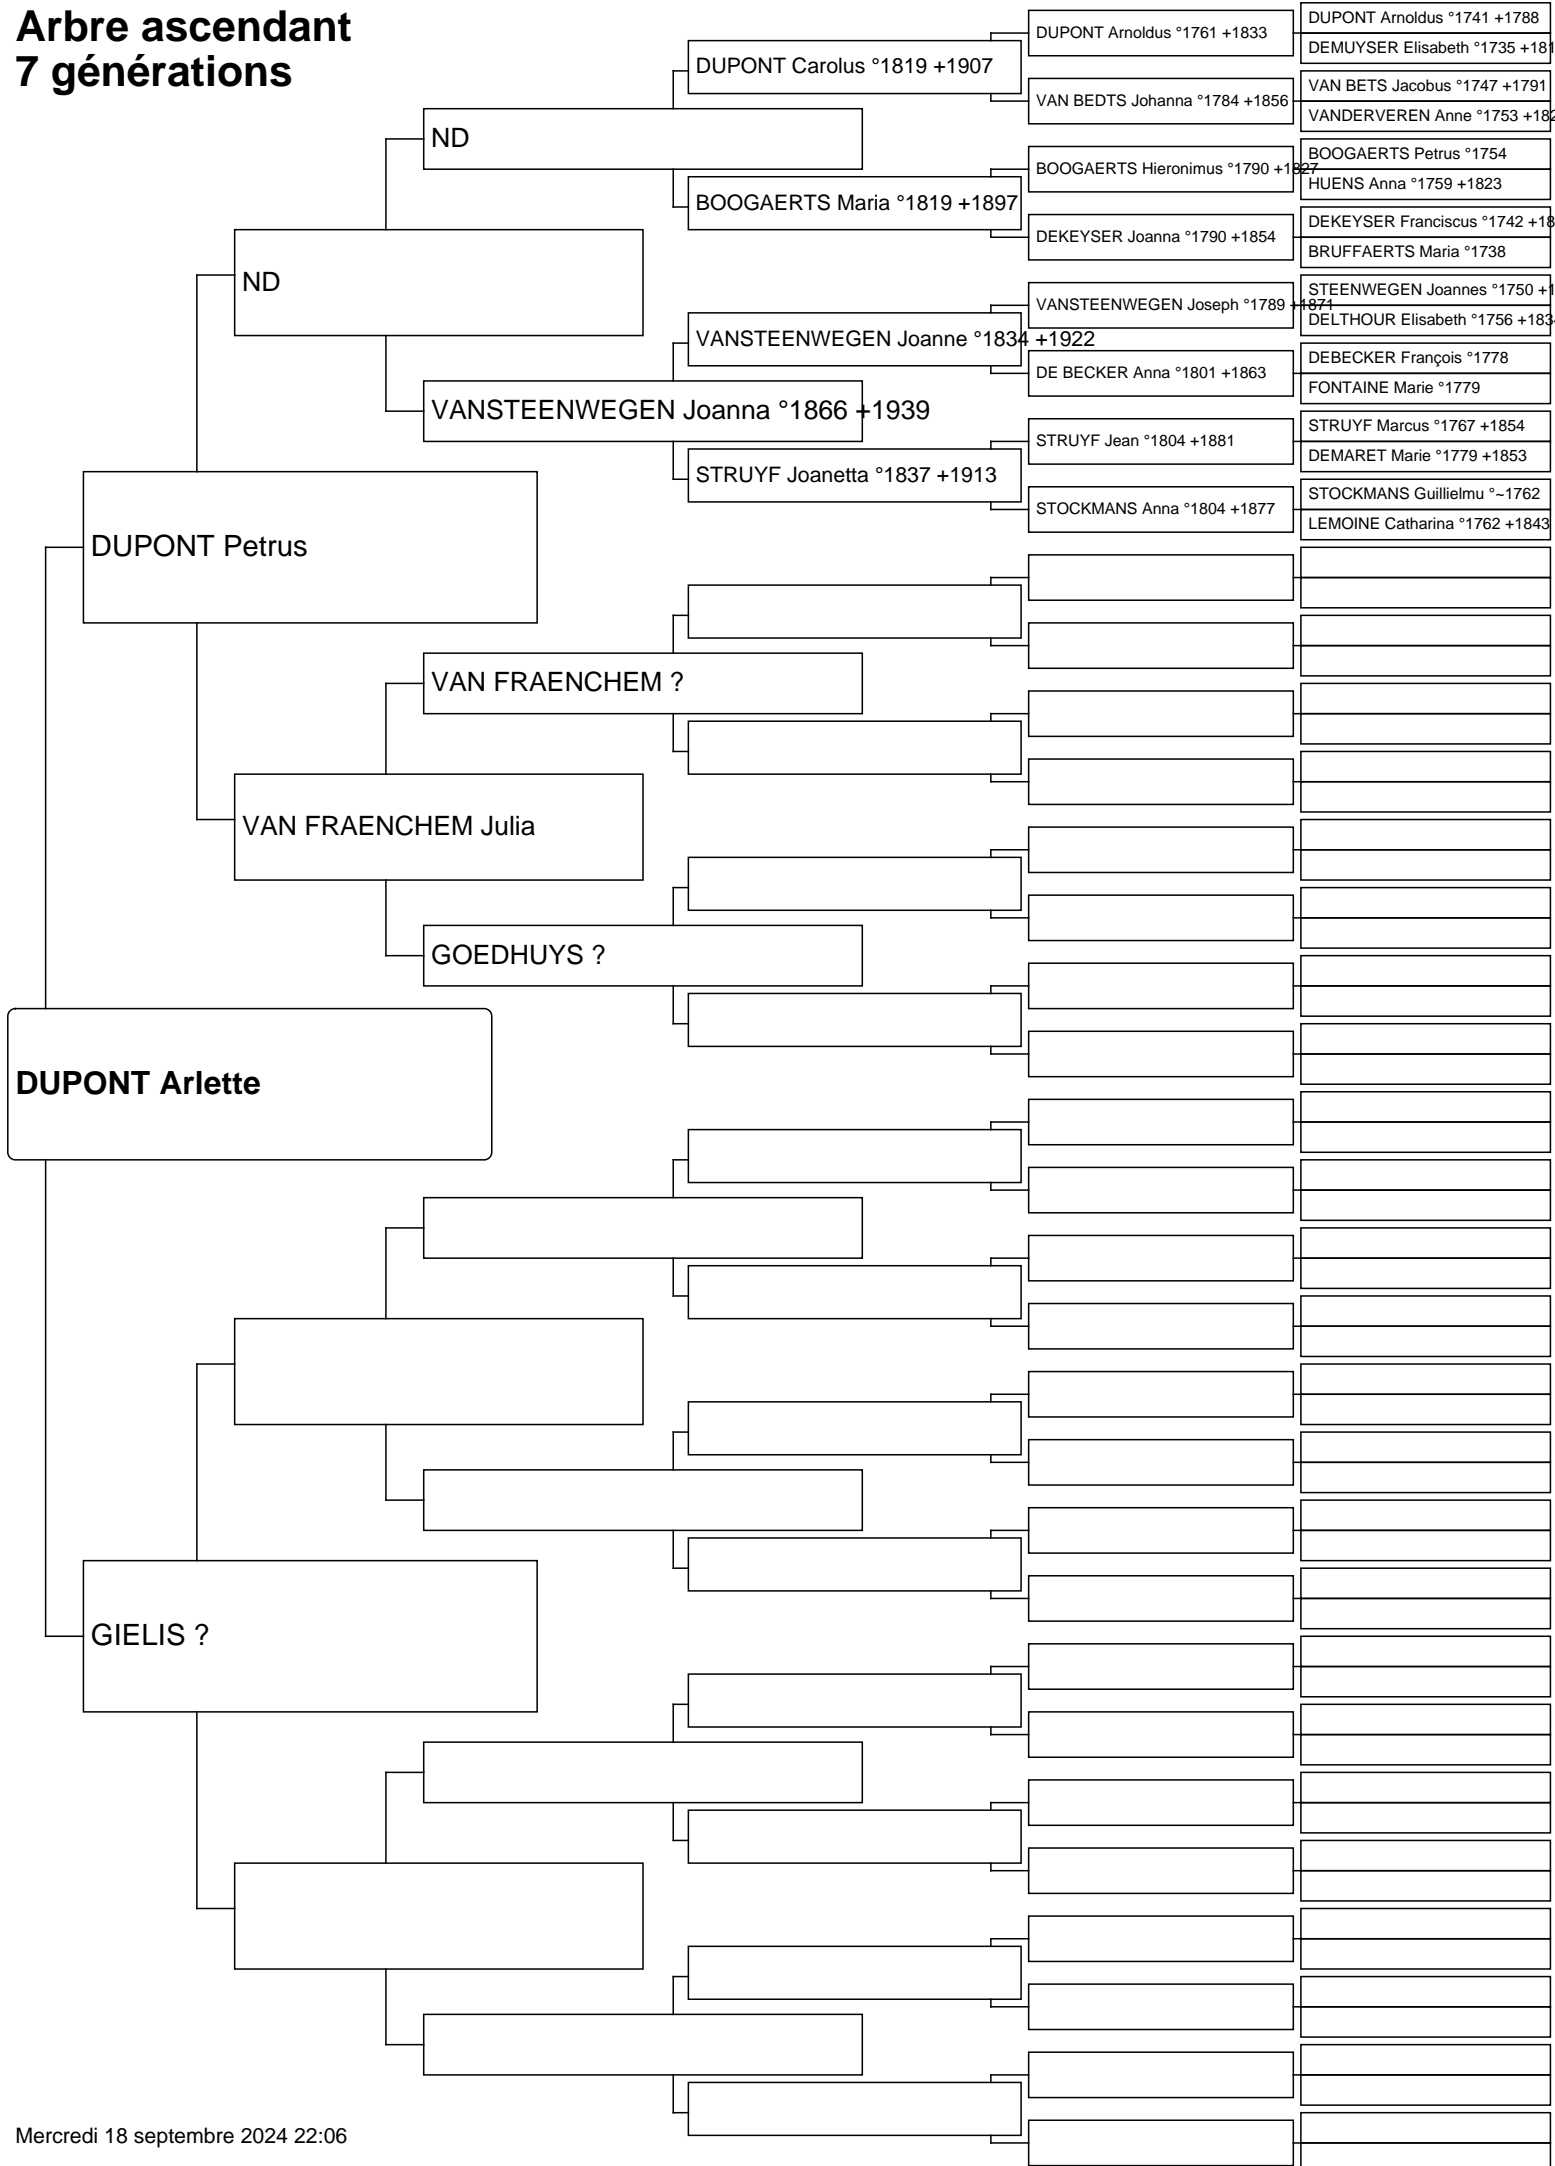 Arbre ascendant
7 générations
DUPONT Arlette
DUPONT Petrus
GIELIS ?
ND
VAN FRAENCHEM Julia
ND
VANSTEENWEGEN Joanna °1866 +1939
VAN FRAENCHEM ?
GOEDHUYS ?
DUPONT Carolus °1819 +1907
BOOGAERTS Maria °1819 +1897
VANSTEENWEGEN Joanne °1834 +1922
STRUYF Joanetta °1837 +1913
DUPONT Arnoldus °1761 +1833
VAN BEDTS Johanna °1784 +1856
BOOGAERTS Hieronimus °1790 +1827
DEKEYSER Joanna °1790 +1854
VANSTEENWEGEN Joseph °1789 +1871
DE BECKER Anna °1801 +1863
STRUYF Jean °1804 +1881
STOCKMANS Anna °1804 +1877
DUPONT Arnoldus °1741 +1788
DEMUYSER Elisabeth °1735 +181
VAN BETS Jacobus °1747 +1791
VANDERVEREN Anne °1753 +182
BOOGAERTS Petrus °1754
HUENS Anna °1759 +1823
DEKEYSER Franciscus °1742 +18
BRUFFAERTS Maria °1738
STEENWEGEN Joannes °1750 +1
DELTHOUR Elisabeth °1756 +183
DEBECKER François °1778
FONTAINE Marie °1779
STRUYF Marcus °1767 +1854
DEMARET Marie °1779 +1853
STOCKMANS Guillielmu °~1762
LEMOINE Catharina °1762 +1843
Mercredi 18 septembre 2024 22:06